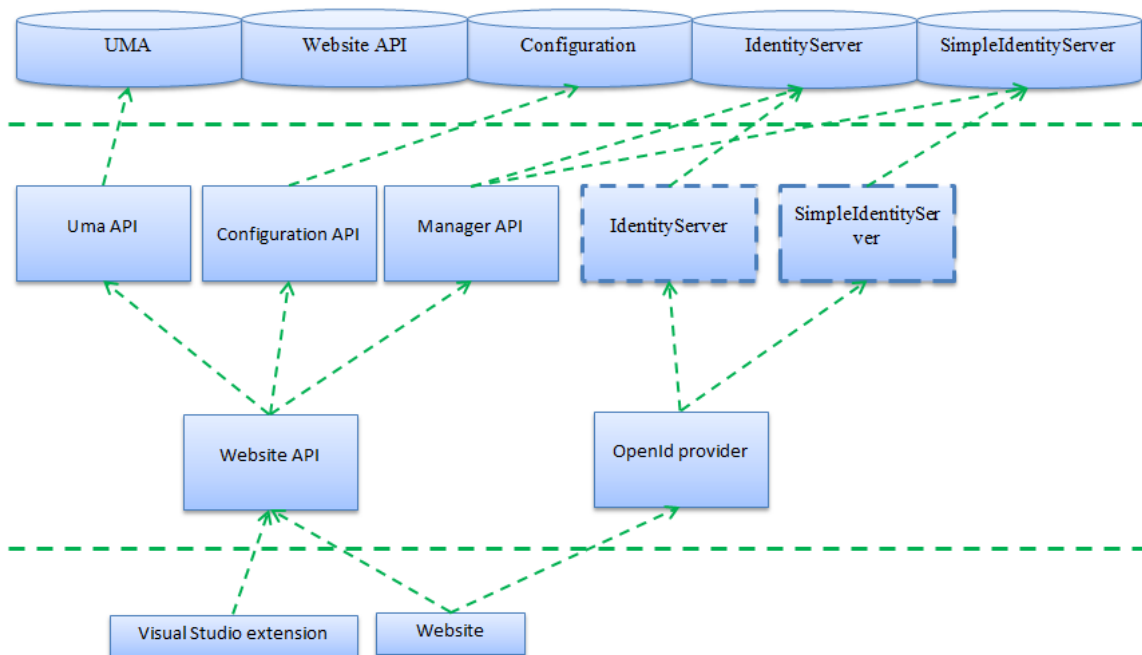 UMA
Website API
Configuration
IdentityServer
SimpleIdentityServer
Uma API
Configuration API
Manager API
IdentityServer
SimpleIdentitySer
ver
Website API
OpenId provider
Visual Studio extension
Website